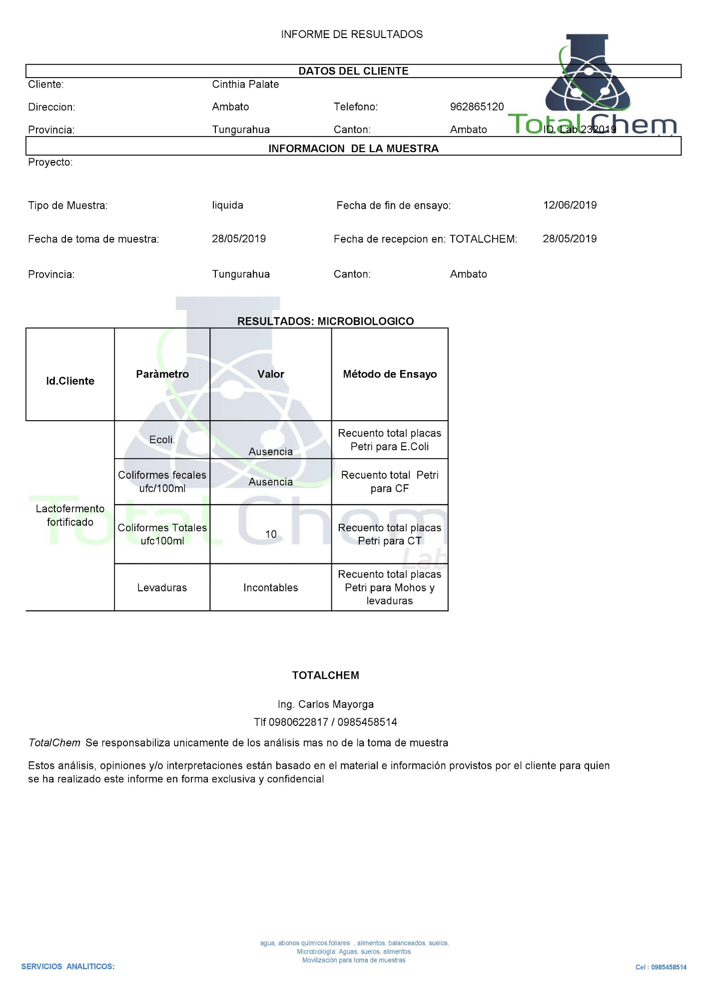 INFORME DE RESULTADOS
DATOS DEL CLIENTE
Cliente: Cinthia Palate
Direccion: Ambato Telefono: 962865120
Provincia: Tungurahua Canton: Ambato ID. Lab 232019
Total Chem
INFORMACION DE LA MUESTRA
Proyecto:
Tipo de Muestra: liquida Fecha de fin de ensayo: 12/06/2019
Fecha de toma de muestra: 28/05/2019 Fecha de recepcion en: TOTALCHEM: 28/05/2019
Provincia: Tungurahua Canton: Ambato
RESULTADOS: MICROBIOLOGICO
Id.Cliente Paràmetro Valor Método de Ensayo
Lactofermento
fortificado
Ecoli. Ausencia Recuento total placas
Petri para E.Coli
Coliformes fecales
ufc/100ml Ausencia Recuento total Petri
para CF
Coliformes Totales
ufc100ml 10 Recuento total placas
Petri para CT
Levaduras Incontables Recuento total placas
Petri para Mohos y
levaduras
Total Chem
Lab
TOTALCHEM
Ing. Carlos Mayorga
Tlf 0980622817 / 0985458514
TotalChem Se responsabiliza unicamente de los análisis mas no de la toma de muestra
Estos análisis, opiniones y/o interpretaciones están basado en el material e información provistos por el cliente para quien
se ha realizado este informe en forma exclusiva y confidencial
agua, abonos quimicos,foliares , alimentos, balanceados, suelos,
Microbiología: Aguas, suelos, alimentos
Movilización para toma de muestras
SERVICIOS ANALITICOS: Cel : 0985458514